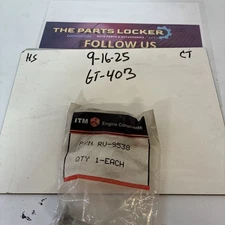 THE PARTS LOCKER
FOLLOW US
HS 9-16-25 CT
GT-403
ITM Engine Components
P/N RV-9538
QTY 1-EACH